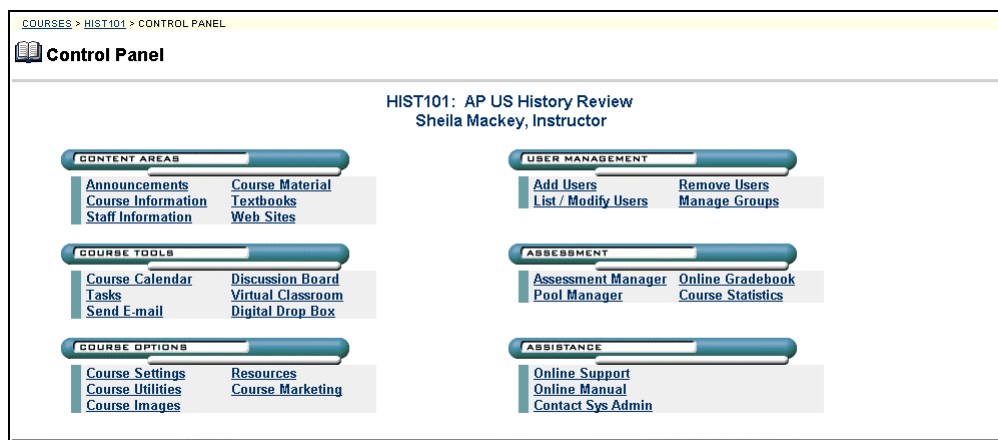 COURSES > HIST101 > CONTROL PANEL
Control Panel
HIST101: AP US History Review
Sheila Mackey, Instructor
CONTENT AREAS
Announcements Course Material
Course Information Textbooks
Staff Information Web Sites
USER MANAGEMENT
Add Users Remove Users
List / Modify Users Manage Groups
COURSE TOOLS
Course Calendar Discussion Board
Tasks Virtual Classroom
Send E-mail Digital Drop Box
ASSESSMENT
Assessment Manager Online Gradebook
Pool Manager Course Statistics
COURSE OPTIONS
Course Settings Resources
Course Utilities Course Marketing
Course Images
ASSISTANCE
Online Support
Online Manual
Contact Sys Admin